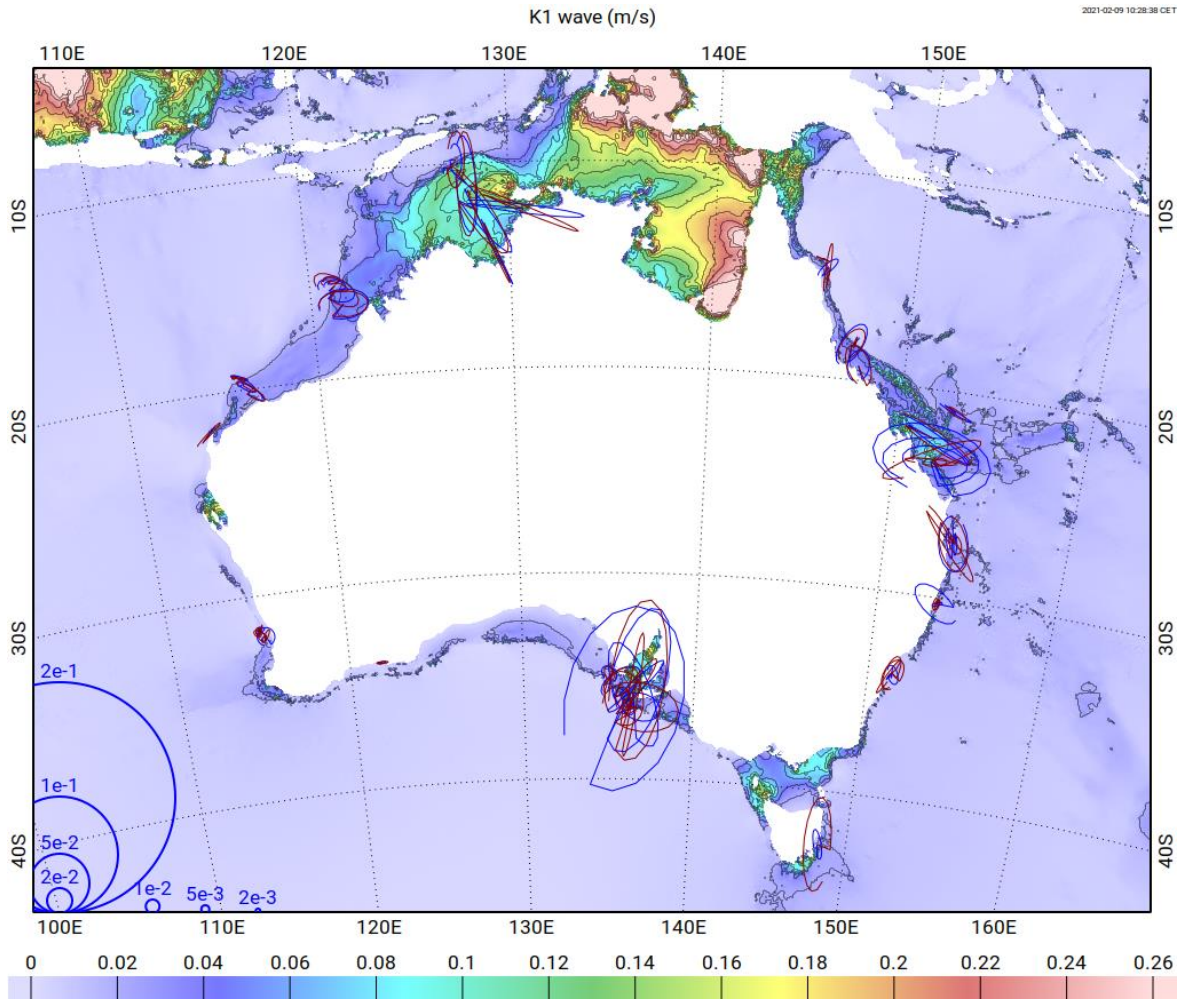 2021-02-09 10:28:38 CET
K1 wave (m/s)
110E 120E 130E 140E 150E
10S 10S
20S 20S
30S 30S
2e-1
1e-1
5e-2
2e-2 1e-2 5e-3 2e-3
40S 40S
100E 110E 120E 130E 140E 150E 160E
0 0.02 0.04 0.06 0.08 0.1 0.12 0.14 0.16 0.18 0.2 0.22 0.24 0.26